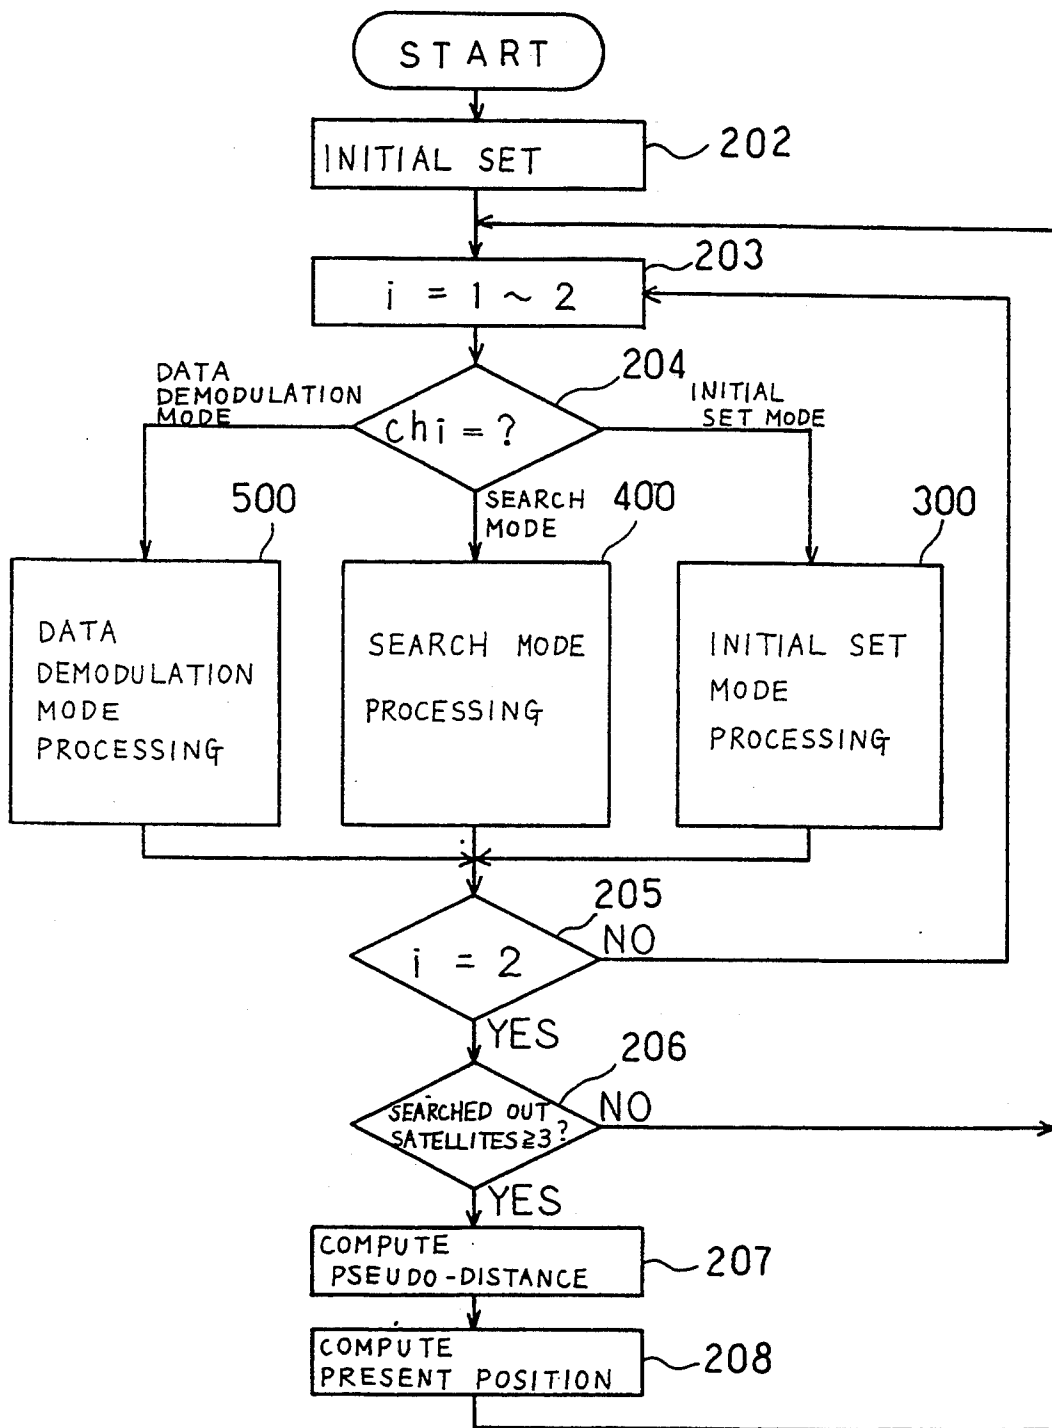 START
INITIAL SET
202
203
i = 1 ~ 2
204
DATA
DEMODULATION
MODE
chi = ?
INITIAL
SET MODE
SEARCH
MODE
500
400
300
DATA
DEMODULATION
MODE
PROCESSING
SEARCH MODE
PROCESSING
INITIAL SET
MODE
PROCESSING
205
i = 2
NO
YES
206
SEARCHED OUT
SATELLITES≧3?
NO
YES
COMPUTE
PSEUDO-DISTANCE
207
COMPUTE
PRESENT POSITION
208